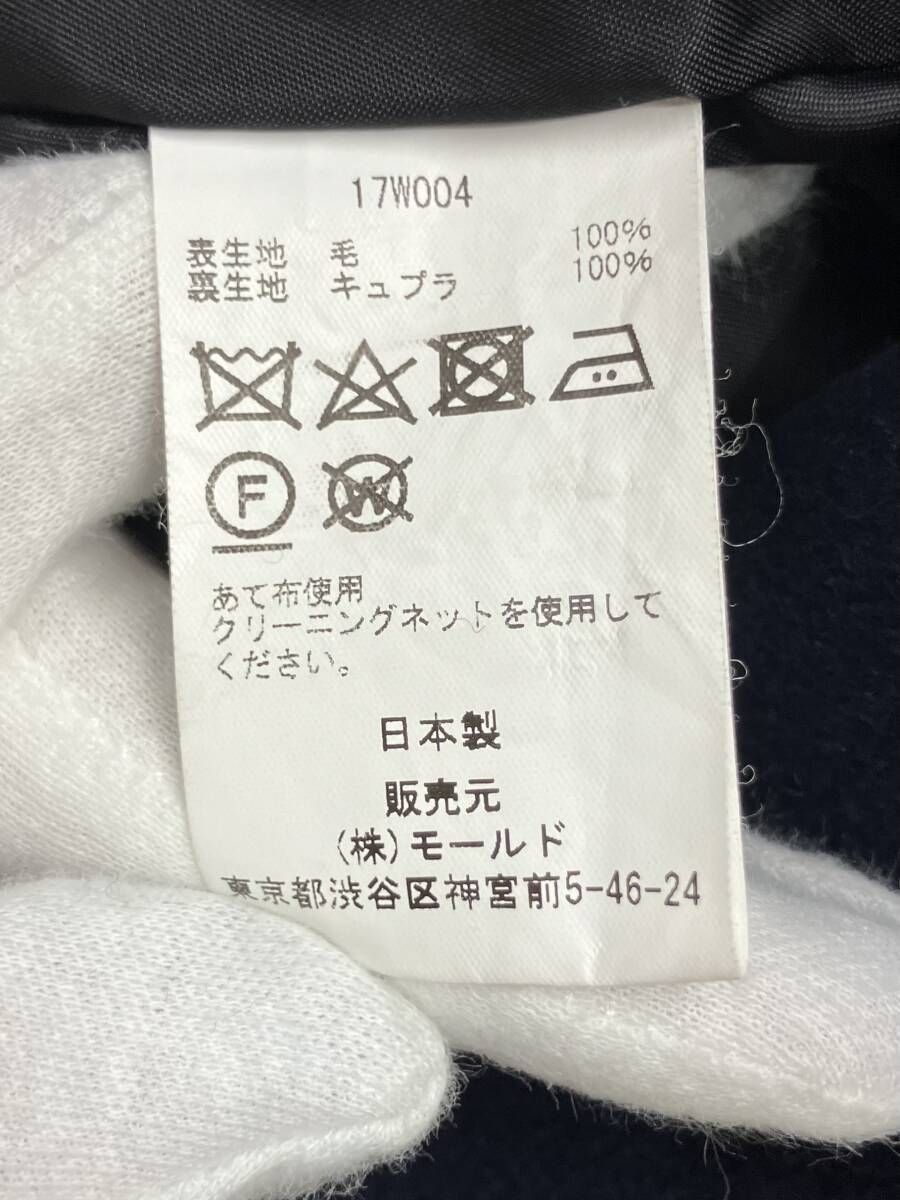 17W004
表生地 毛 100%
裏生地 キュプラ 100%
F
W
あて布使用
クリーニングネットを使用して
ください。
日本製
販売元
(株)モールド
東京都渋谷区神宮前5-46-24